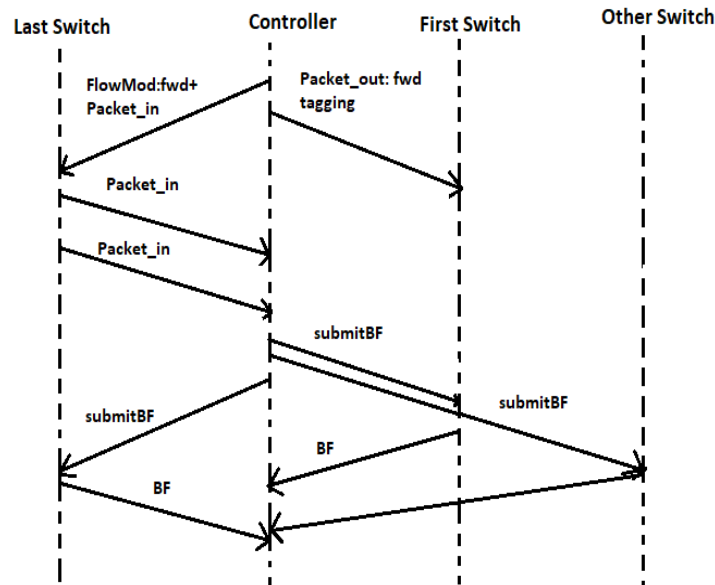 Last Switch
Controller
First Switch
Other Switch
FlowMod:fwd+
Packet_in
Packet_out: fwd
tagging
Packet_in
Packet_in
submitBF
submitBF
submitBF
BF
BF